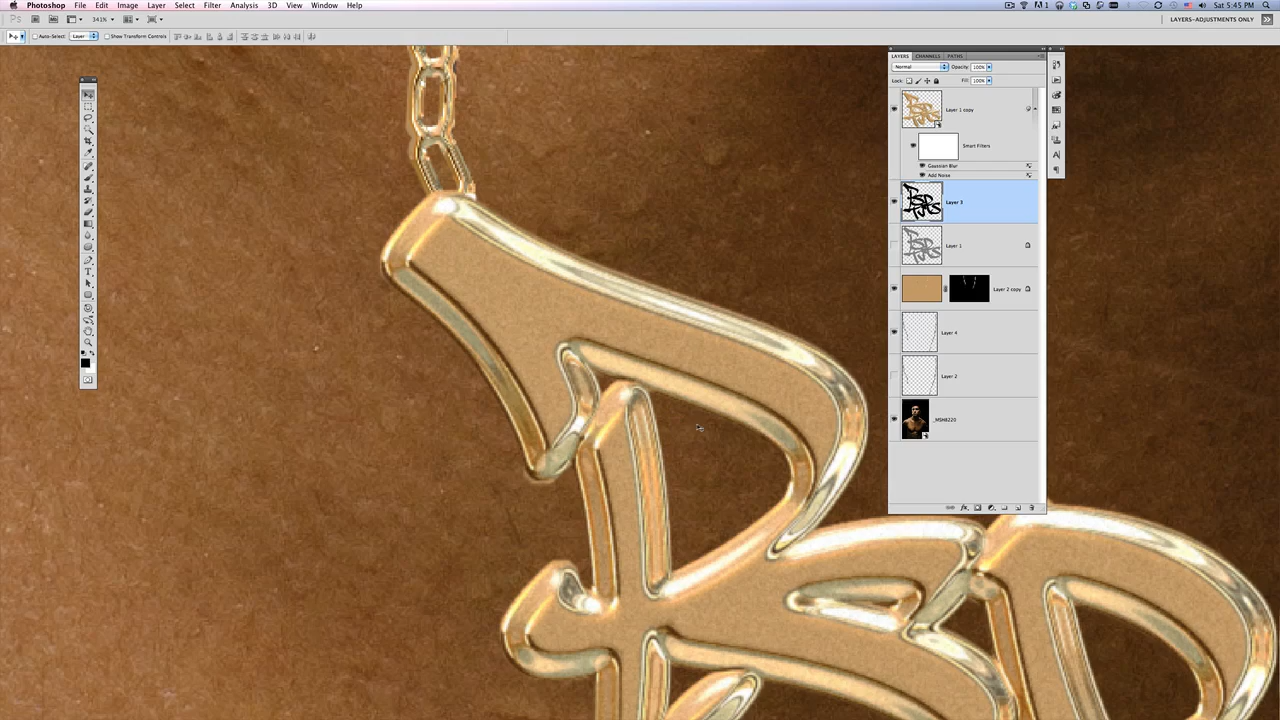 Photoshop File Edit Image Layer Select Filter Analysis 3D View Window Help
Sat 5:45 PM
341%
LAYERS-ADJUSTMENTS ONLY
Auto-Select Layer Show Transform Controls
LAYERS CHANNELS PATHS
Normal Opacity: 100%
Lock: Fill: 100%
Layer 1 copy
Smart Filters
Gaussian Blur
Add Noise
Layer 3
Layer 1
Layer 2 copy
Layer 4
Layer 2
_MSH8220